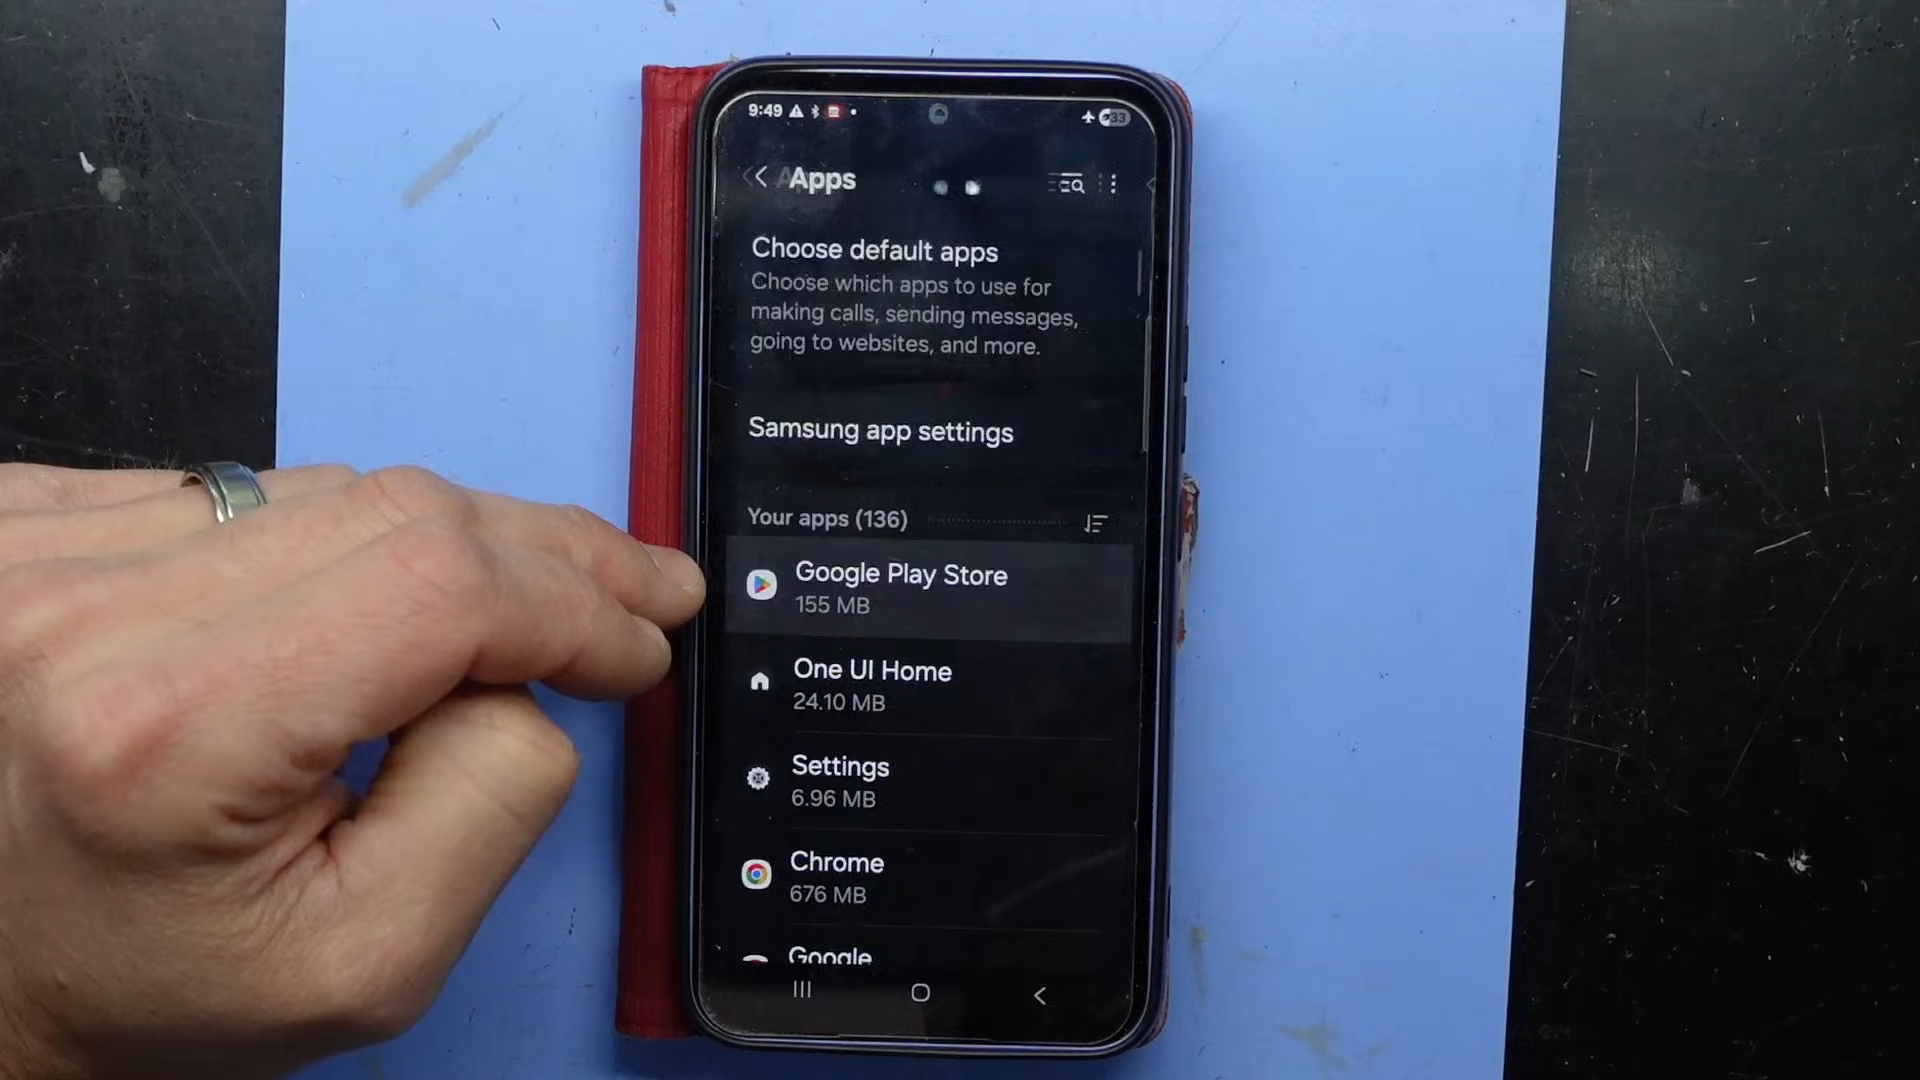 9:49
33
Apps
Choose default apps
Choose which apps to use for
making calls, sending messages,
going to websites, and more.
Samsung app settings
Your apps (136)
Google Play Store
155 MB
One UI Home
24.10 MB
Settings
6.96 MB
Chrome
676 MB
Google